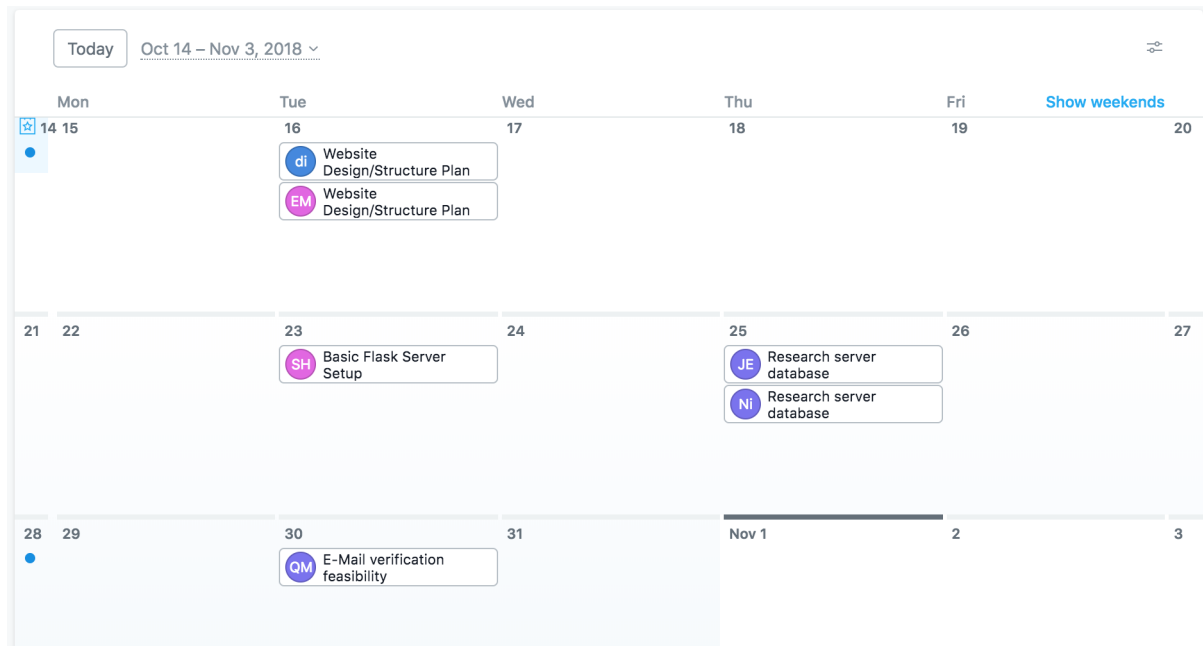 Today Oct 14 – Nov 3, 2018
Mon Tue Wed Thu Fri Show weekends
14 15 16 17 18 19 20
di Website
Design/Structure Plan
EM Website
Design/Structure Plan
21 22 23 24 25 26 27
SH Basic Flask Server
Setup
JE Research server
database
Ni Research server
database
28 29 30 31 Nov 1 2 3
QM E-Mail verification
feasibility